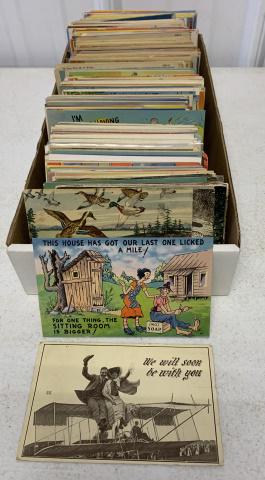 I'M
THIS HOUSE HAS GOT OUR LAST ONE LICKED
A MILE!
FOR ONE THING, THE
SITTING ROOM
IS BIGGER!
SOAP
We will soon
be with you